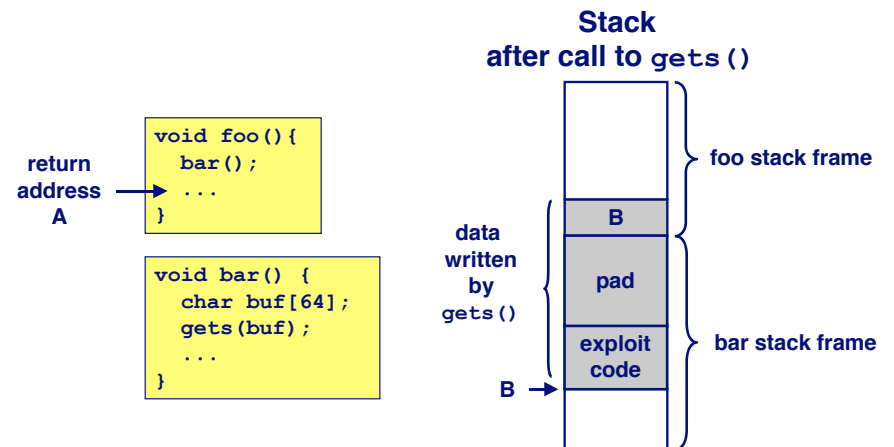 Stack
after call to gets()
void foo(){
bar();
...
}
return
address
A
foo stack frame
B
data
written
by
gets()
pad
void bar() {
char buf[64];
gets(buf);
...
}
exploit
code
bar stack frame
B